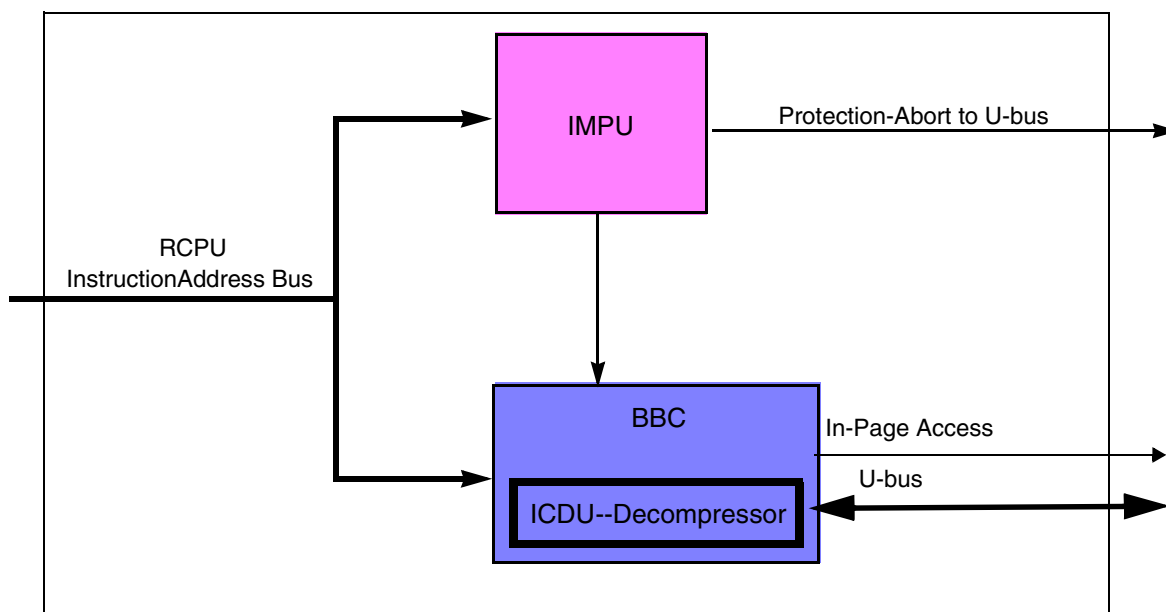 IMPU
Protection-Abort to U-bus
RCPU
InstructionAddress Bus
BBC
In-Page Access
U-bus
ICDU--Decompressor